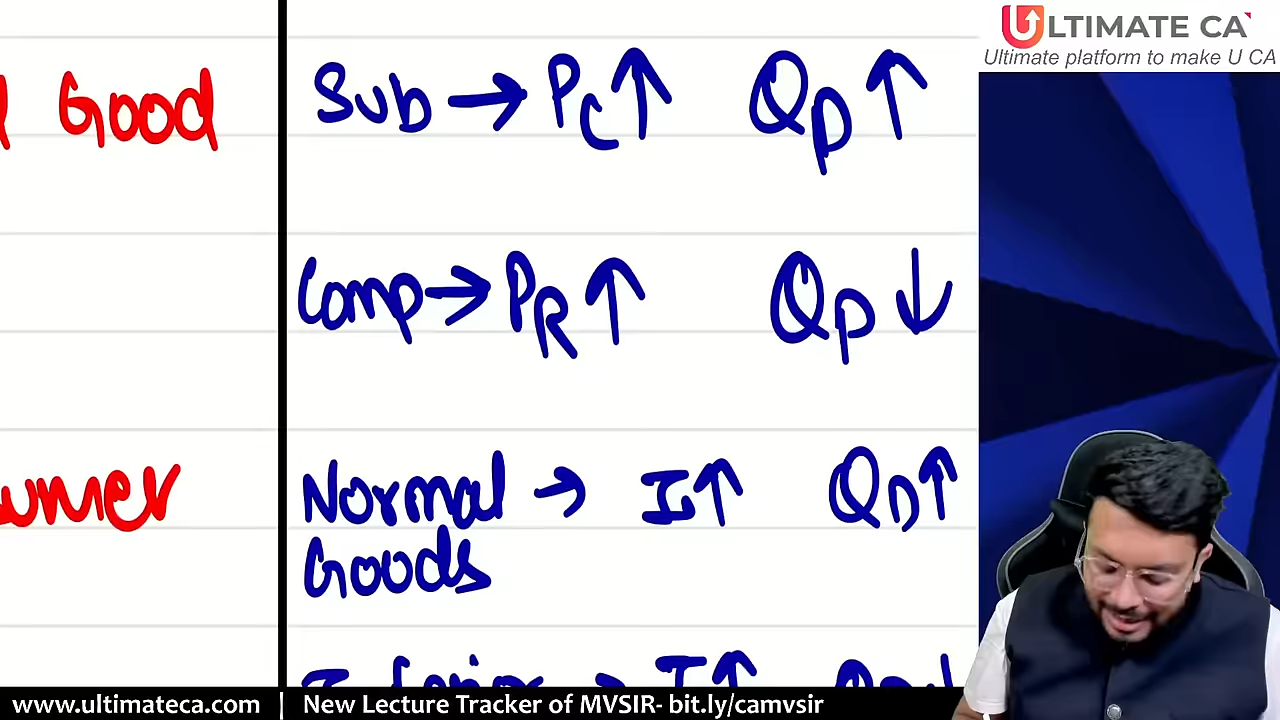 ULTIMATE CA
Ultimate platform to make U CA
Good
Sub → PC↑ QD↑
Comp → PR↑ QD↓
umer
Normal → I↑ QD↑
Goods
→ I↑
www.ultimateca.com | New Lecture Tracker of MVSIR- bit.ly/camvsir